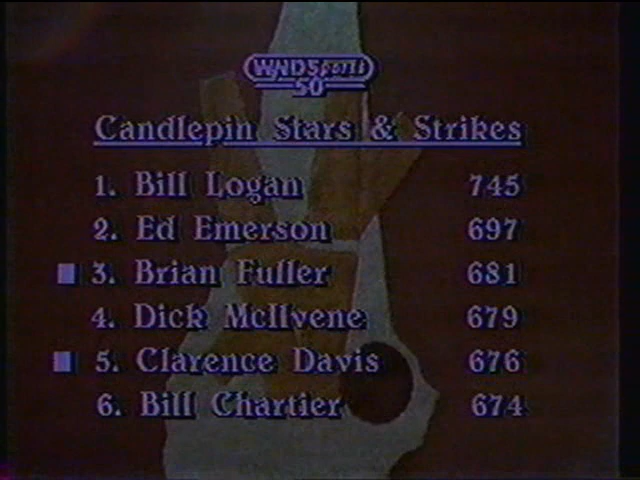 WNDSports
50
Candlepin Stars & Strikes
1. Bill Logan 745
2. Ed Emerson 697
3. Brian Fuller 681
4. Dick McIlvene 679
5. Clarence Davis 676
6. Bill Chartier 674